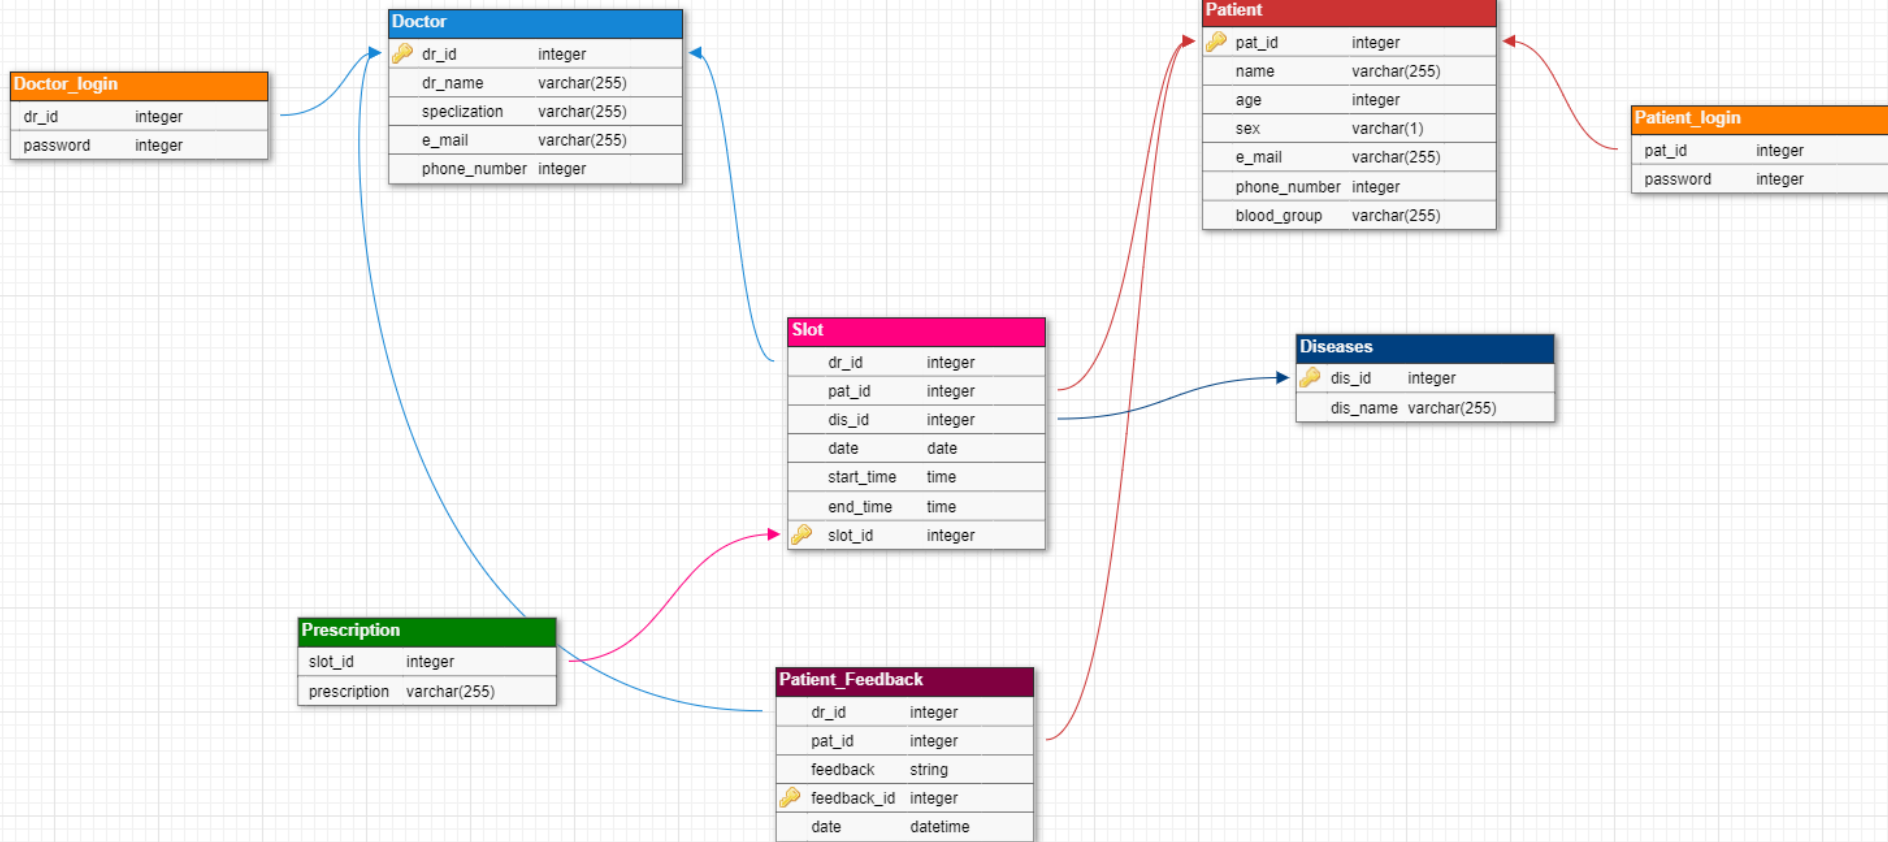 Doctor
dr_id integer
dr_name varchar(255)
speclization varchar(255)
e_mail varchar(255)
phone_number integer
Patient
pat_id integer
name varchar(255)
age integer
sex varchar(1)
e_mail varchar(255)
phone_number integer
blood_group varchar(255)
Doctor_login
dr_id integer
password integer
Patient_login
pat_id integer
password integer
Slot
dr_id integer
pat_id integer
dis_id integer
date date
start_time time
end_time time
slot_id integer
Diseases
dis_id integer
dis_name varchar(255)
Prescription
slot_id integer
prescription varchar(255)
Patient_Feedback
dr_id integer
pat_id integer
feedback string
feedback_id integer
date datetime